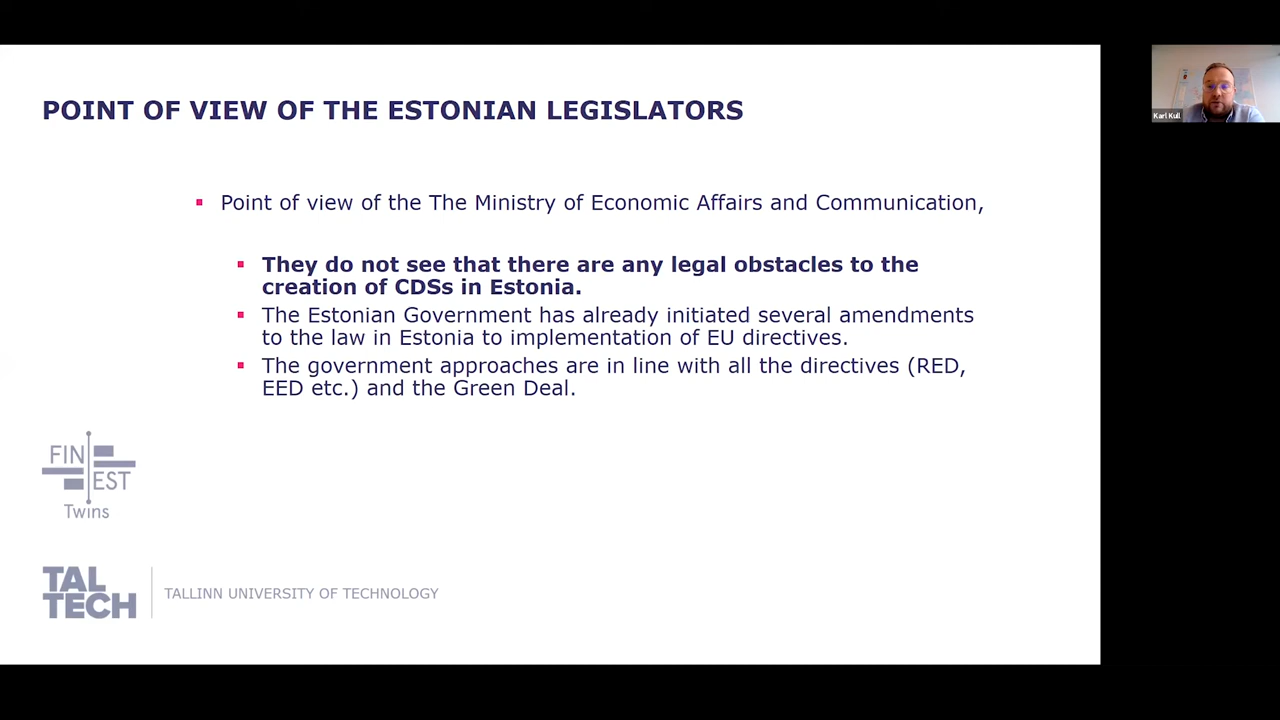 POINT OF VIEW OF THE ESTONIAN LEGISLATORS
Karl Kull
Point of view of the The Ministry of Economic Affairs and Communication,
They do not see that there are any legal obstacles to the
creation of CDSs in Estonia.
The Estonian Government has already initiated several amendments
to the law in Estonia to implementation of EU directives.
The government approaches are in line with all the directives (RED,
EED etc.) and the Green Deal.
FIN
EST
Twins
TAL
TECH
TALLINN UNIVERSITY OF TECHNOLOGY